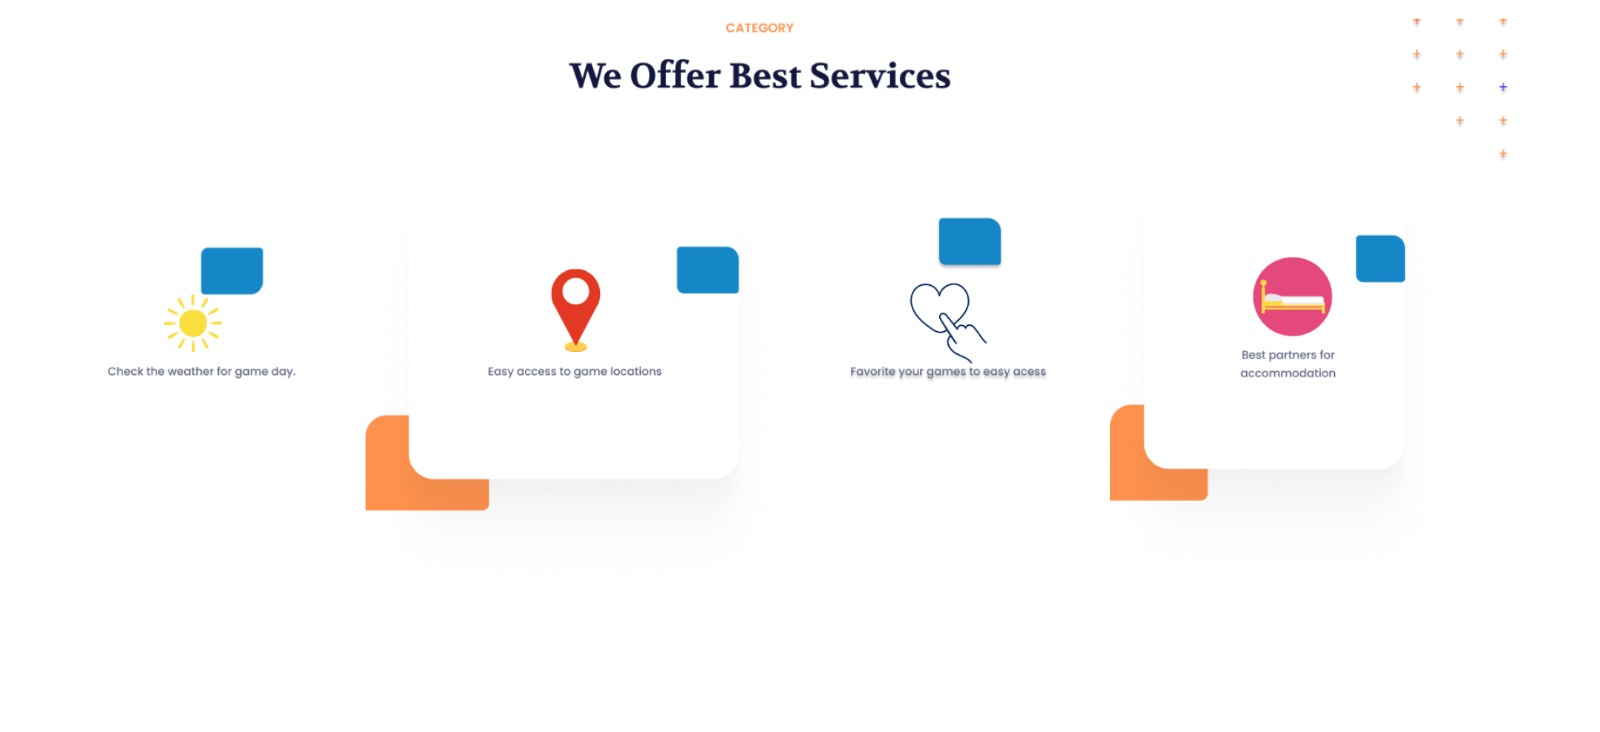 CATEGORY
We Offer Best Services
Check the weather for game day.
Easy access to game locations
Favorite your games to easy acess
Best partners for
accommodation